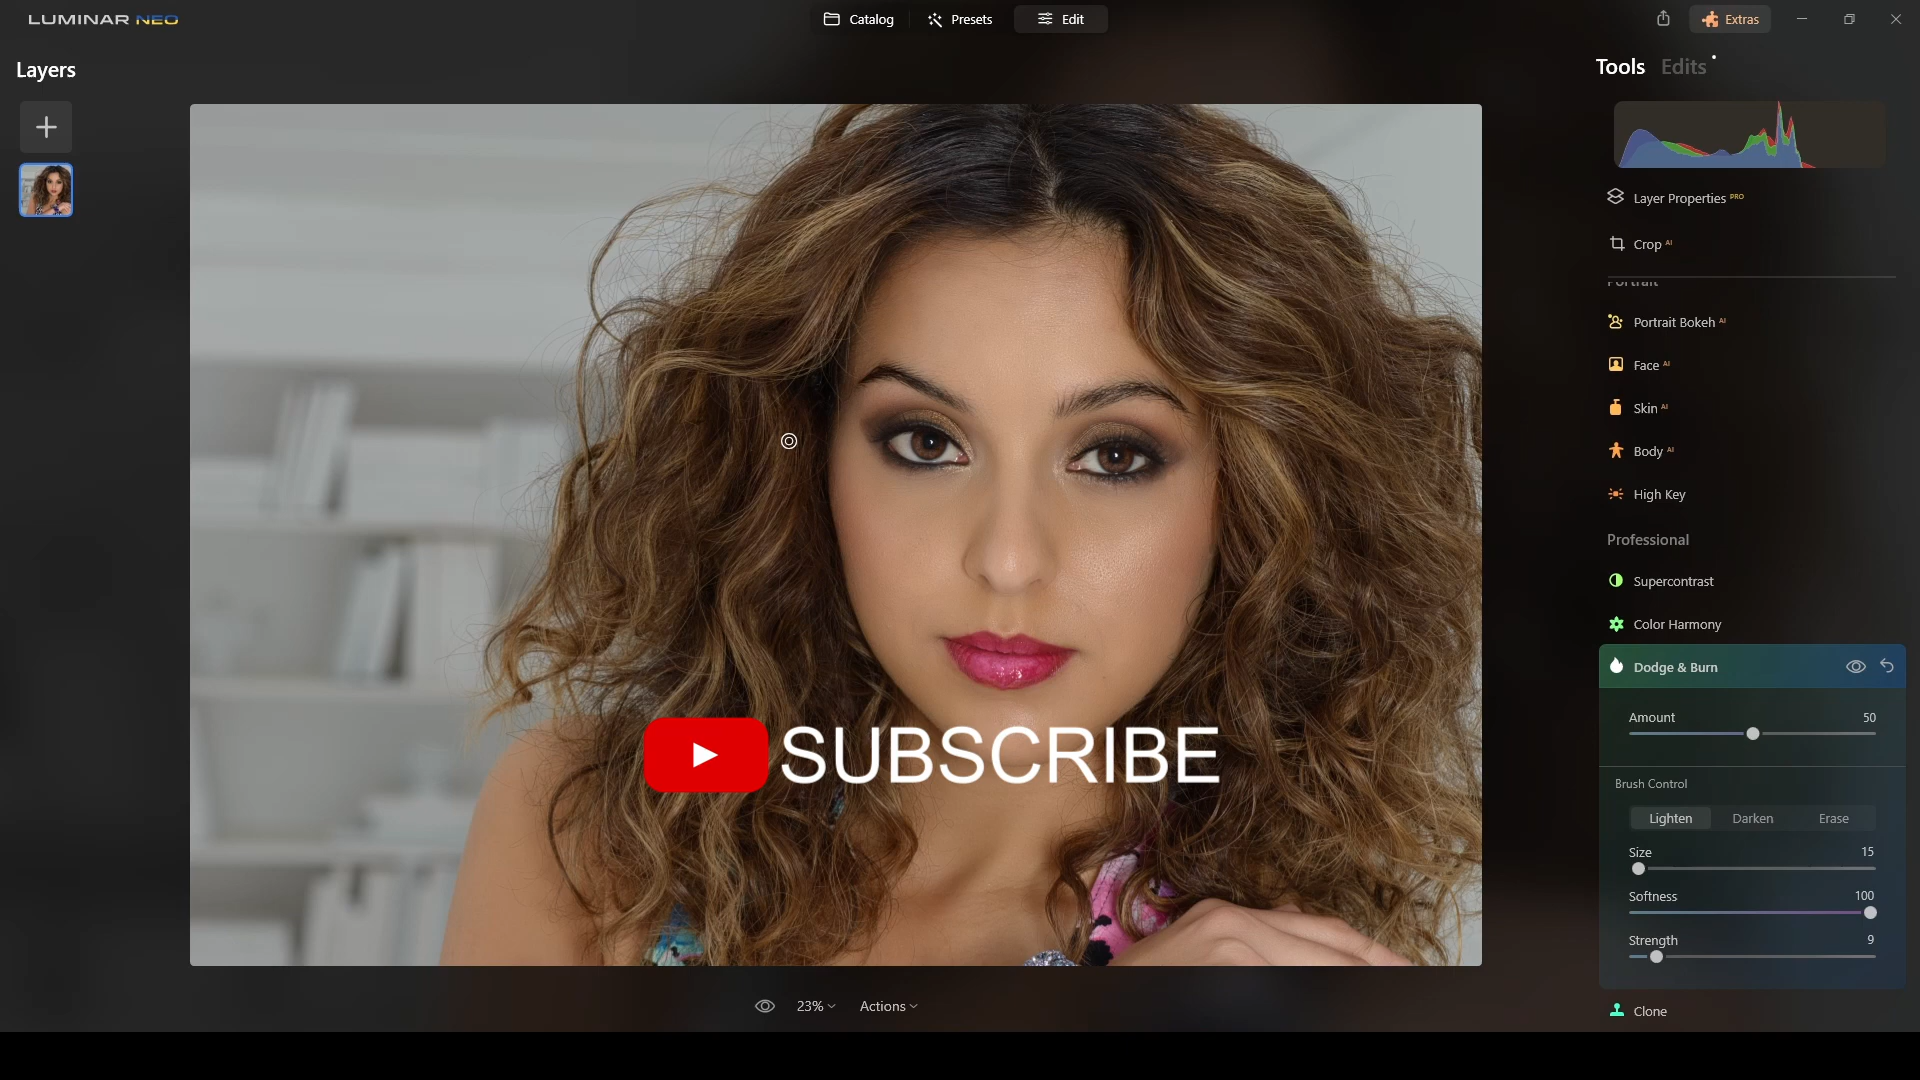 LUMINAR NEO
Catalog
Presets
Edit
Extras
Layers
Tools
Edits
Layer Properties PRO
Crop AI
Portrait
Portrait Bokeh AI
Face AI
Skin AI
Body AI
High Key
Professional
Supercontrast
Color Harmony
Dodge & Burn
Amount 50
Brush Control
Lighten Darken Erase
Size 15
Softness 100
Strength 9
Clone
SUBSCRIBE
23%
Actions